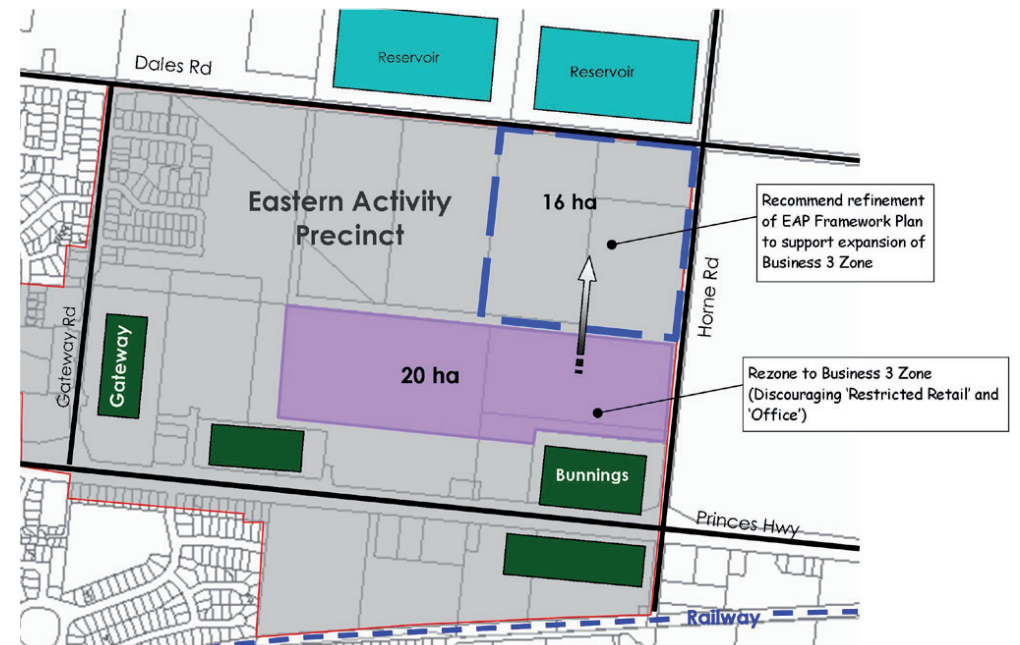 Dales Rd
Reservoir
Reservoir
Eastern Activity
Precinct
16 ha
Recommend refinement
of EAP Framework Plan
to support expansion of
Business 3 Zone
Horne Rd
Gateway Rd
Gateway
20 ha
Rezone to Business 3 Zone
(Discouraging ‘Restricted Retail’ and
‘Office’)
Bunnings
Princes Hwy
Railway